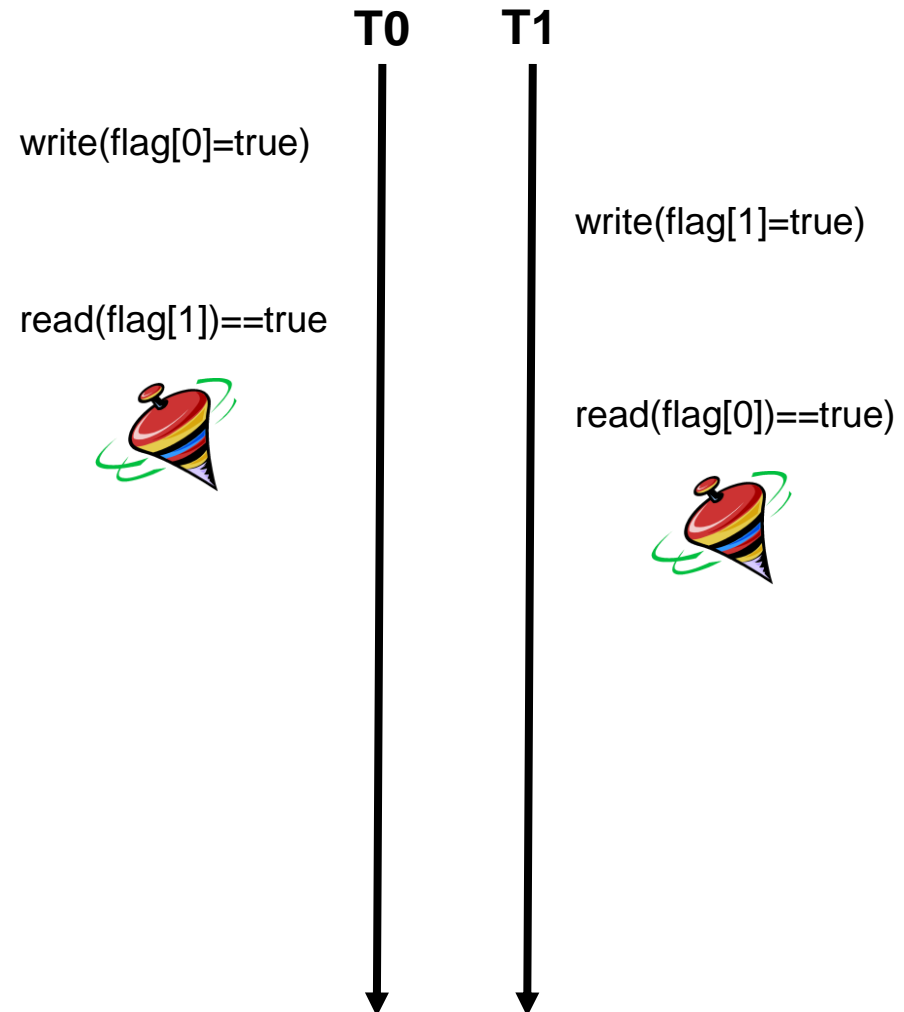 T0 T1
write(flag[0]=true)
write(flag[1]=true)
read(flag[1])==true
read(flag[0])==true)